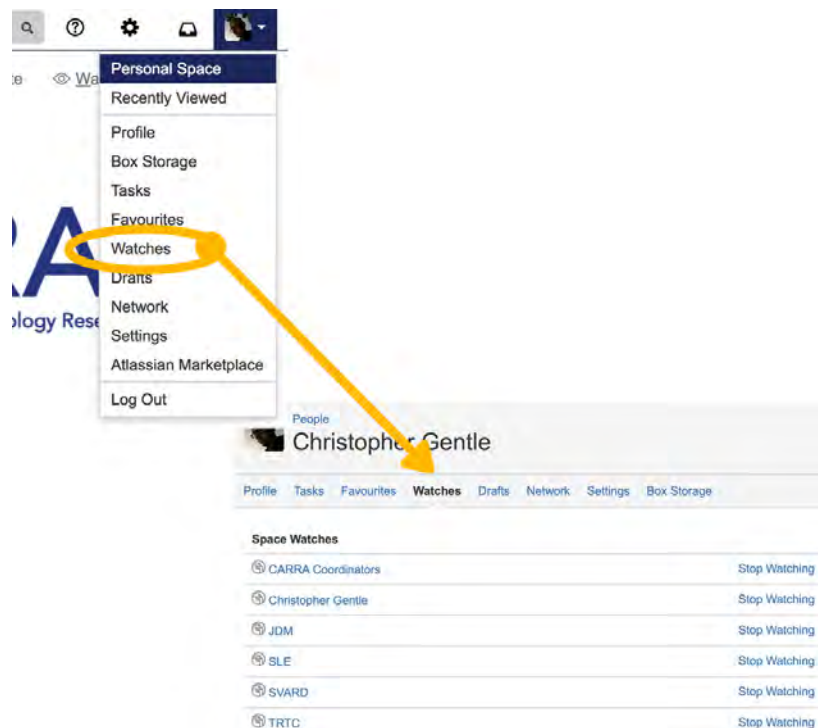 Personal Space
Recently Viewed
Profile
Box Storage
Tasks
Favourites
Watches
Drafts
Network
Settings
Atlassian Marketplace
Log Out
RA
ology Rese
People
Christopher Gentle
Profile Tasks Favourites Watches Drafts Network Settings Box Storage
Space Watches
CARRA Coordinators Stop Watching
Christopher Gentle Stop Watching
JDM Stop Watching
SLE Stop Watching
SVARD Stop Watching
TRTC Stop Watching